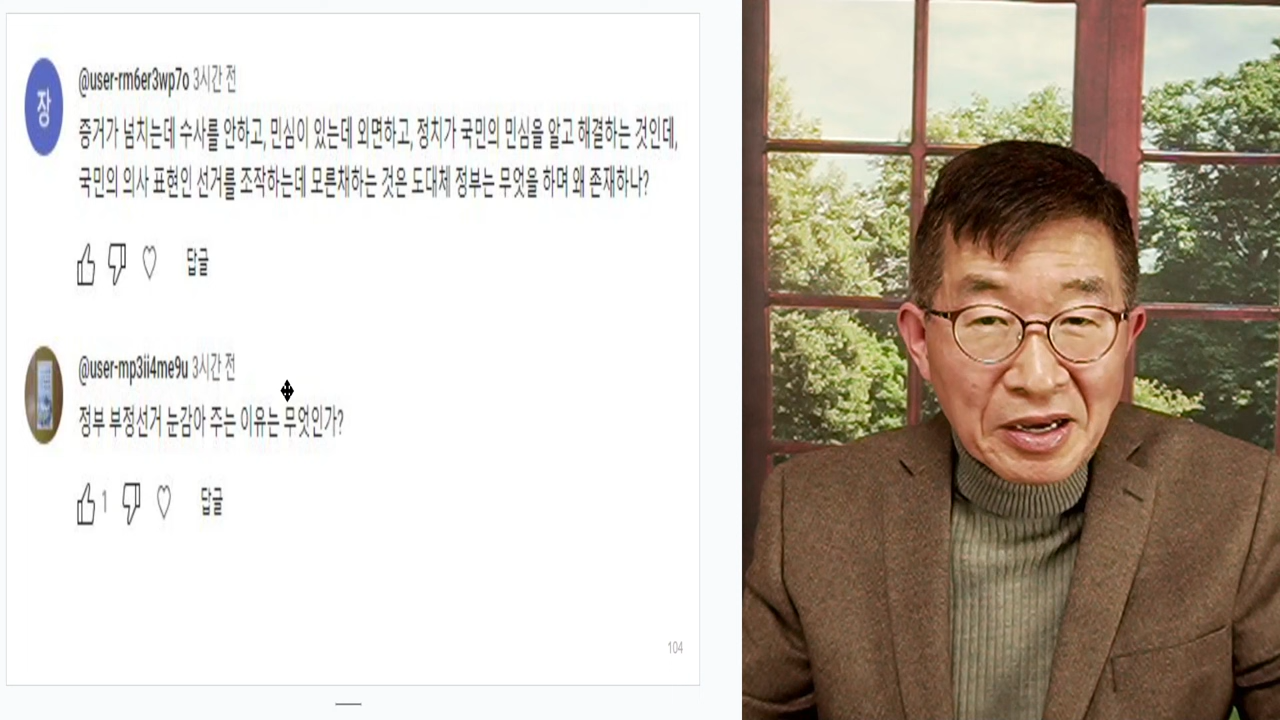 장
@user-rm6er3wp7o 3시간 전
증거가 넘치는데 수사를 안하고, 민심이 있는데 외면하고, 정치가 국민의 민심을 알고 해결하는 것인데,
국민의 의사 표현인 선거를 조작하는데 모른채하는 것은 도대체 정부는 무엇을 하며 왜 존재하나?
답글
@user-mp3ii4me9u 3시간 전
정부 부정선거 눈감아 주는 이유는 무엇인가?
1 답글
104